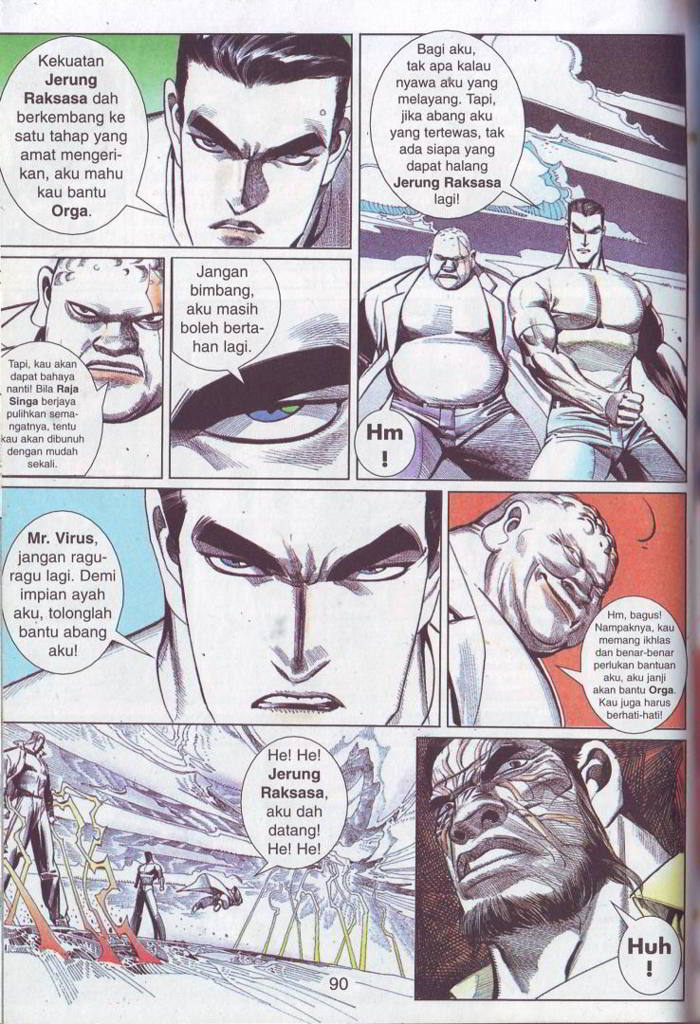 Kekuatan
Jerung
Raksasa dah
berkembang ke
satu tahap yang
amat mengeri-
kan, aku mahu
kau bantu
Orga.
Bagi aku,
tak apa kalau
nyawa aku yang
melayang. Tapi,
jika abang aku
yang tertewas, tak
ada siapa yang
dapat halang
Jerung Raksasa
lagi!
Hm
!
Tapi, kau akan
dapat bahaya
nanti! Bila Raja
Singa berjaya
pulihkan sema-
ngatnya, tentu
kau akan dibunuh
dengan mudah
sekali.
Jangan
bimbang,
aku masih
boleh berta-
han lagi.
Mr. Virus,
jangan ragu-
ragu lagi. Demi
impian ayah
aku, tolonglah
bantu abang
aku!
Hm, bagus!
Nampaknya, kau
memang ikhlas
dan benar-benar
perlukan bantuan
aku, aku janji
akan bantu Orga.
Kau juga harus
berhati-hati!
He! He!
Jerung
Raksasa,
aku dah
datang!
He! He!
Huh
!
90